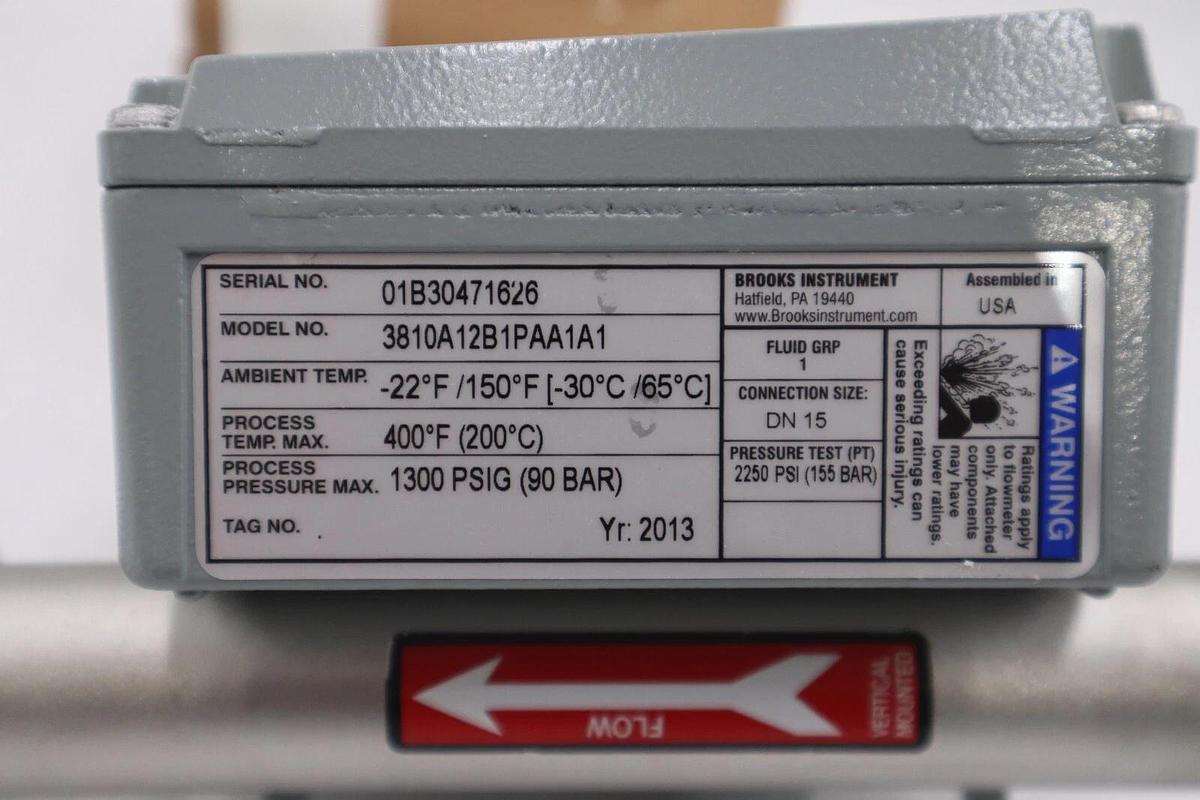 SERIAL NO. 01B30471626
MODEL NO. 3810A12B1PAA1A1
AMBIENT TEMP. -22°F /150°F [-30°C /65°C]
PROCESS
TEMP. MAX. 400°F (200°C)
PROCESS
PRESSURE MAX. 1300 PSIG (90 BAR)
TAG NO. Yr: 2013
BROOKS INSTRUMENT
Hatfield, PA 19440
www.Brooksinstrument.com
Assembled in
USA
FLUID GRP
1
CONNECTION SIZE:
DN 15
PRESSURE TEST (PT)
2250 PSI (155 BAR)
WARNING
Exceeding ratings can
cause serious injury.
Ratings apply
to flowmeter
only. Attached
components
may have
lower ratings.
FLOW
VERTICAL
MOUNTED